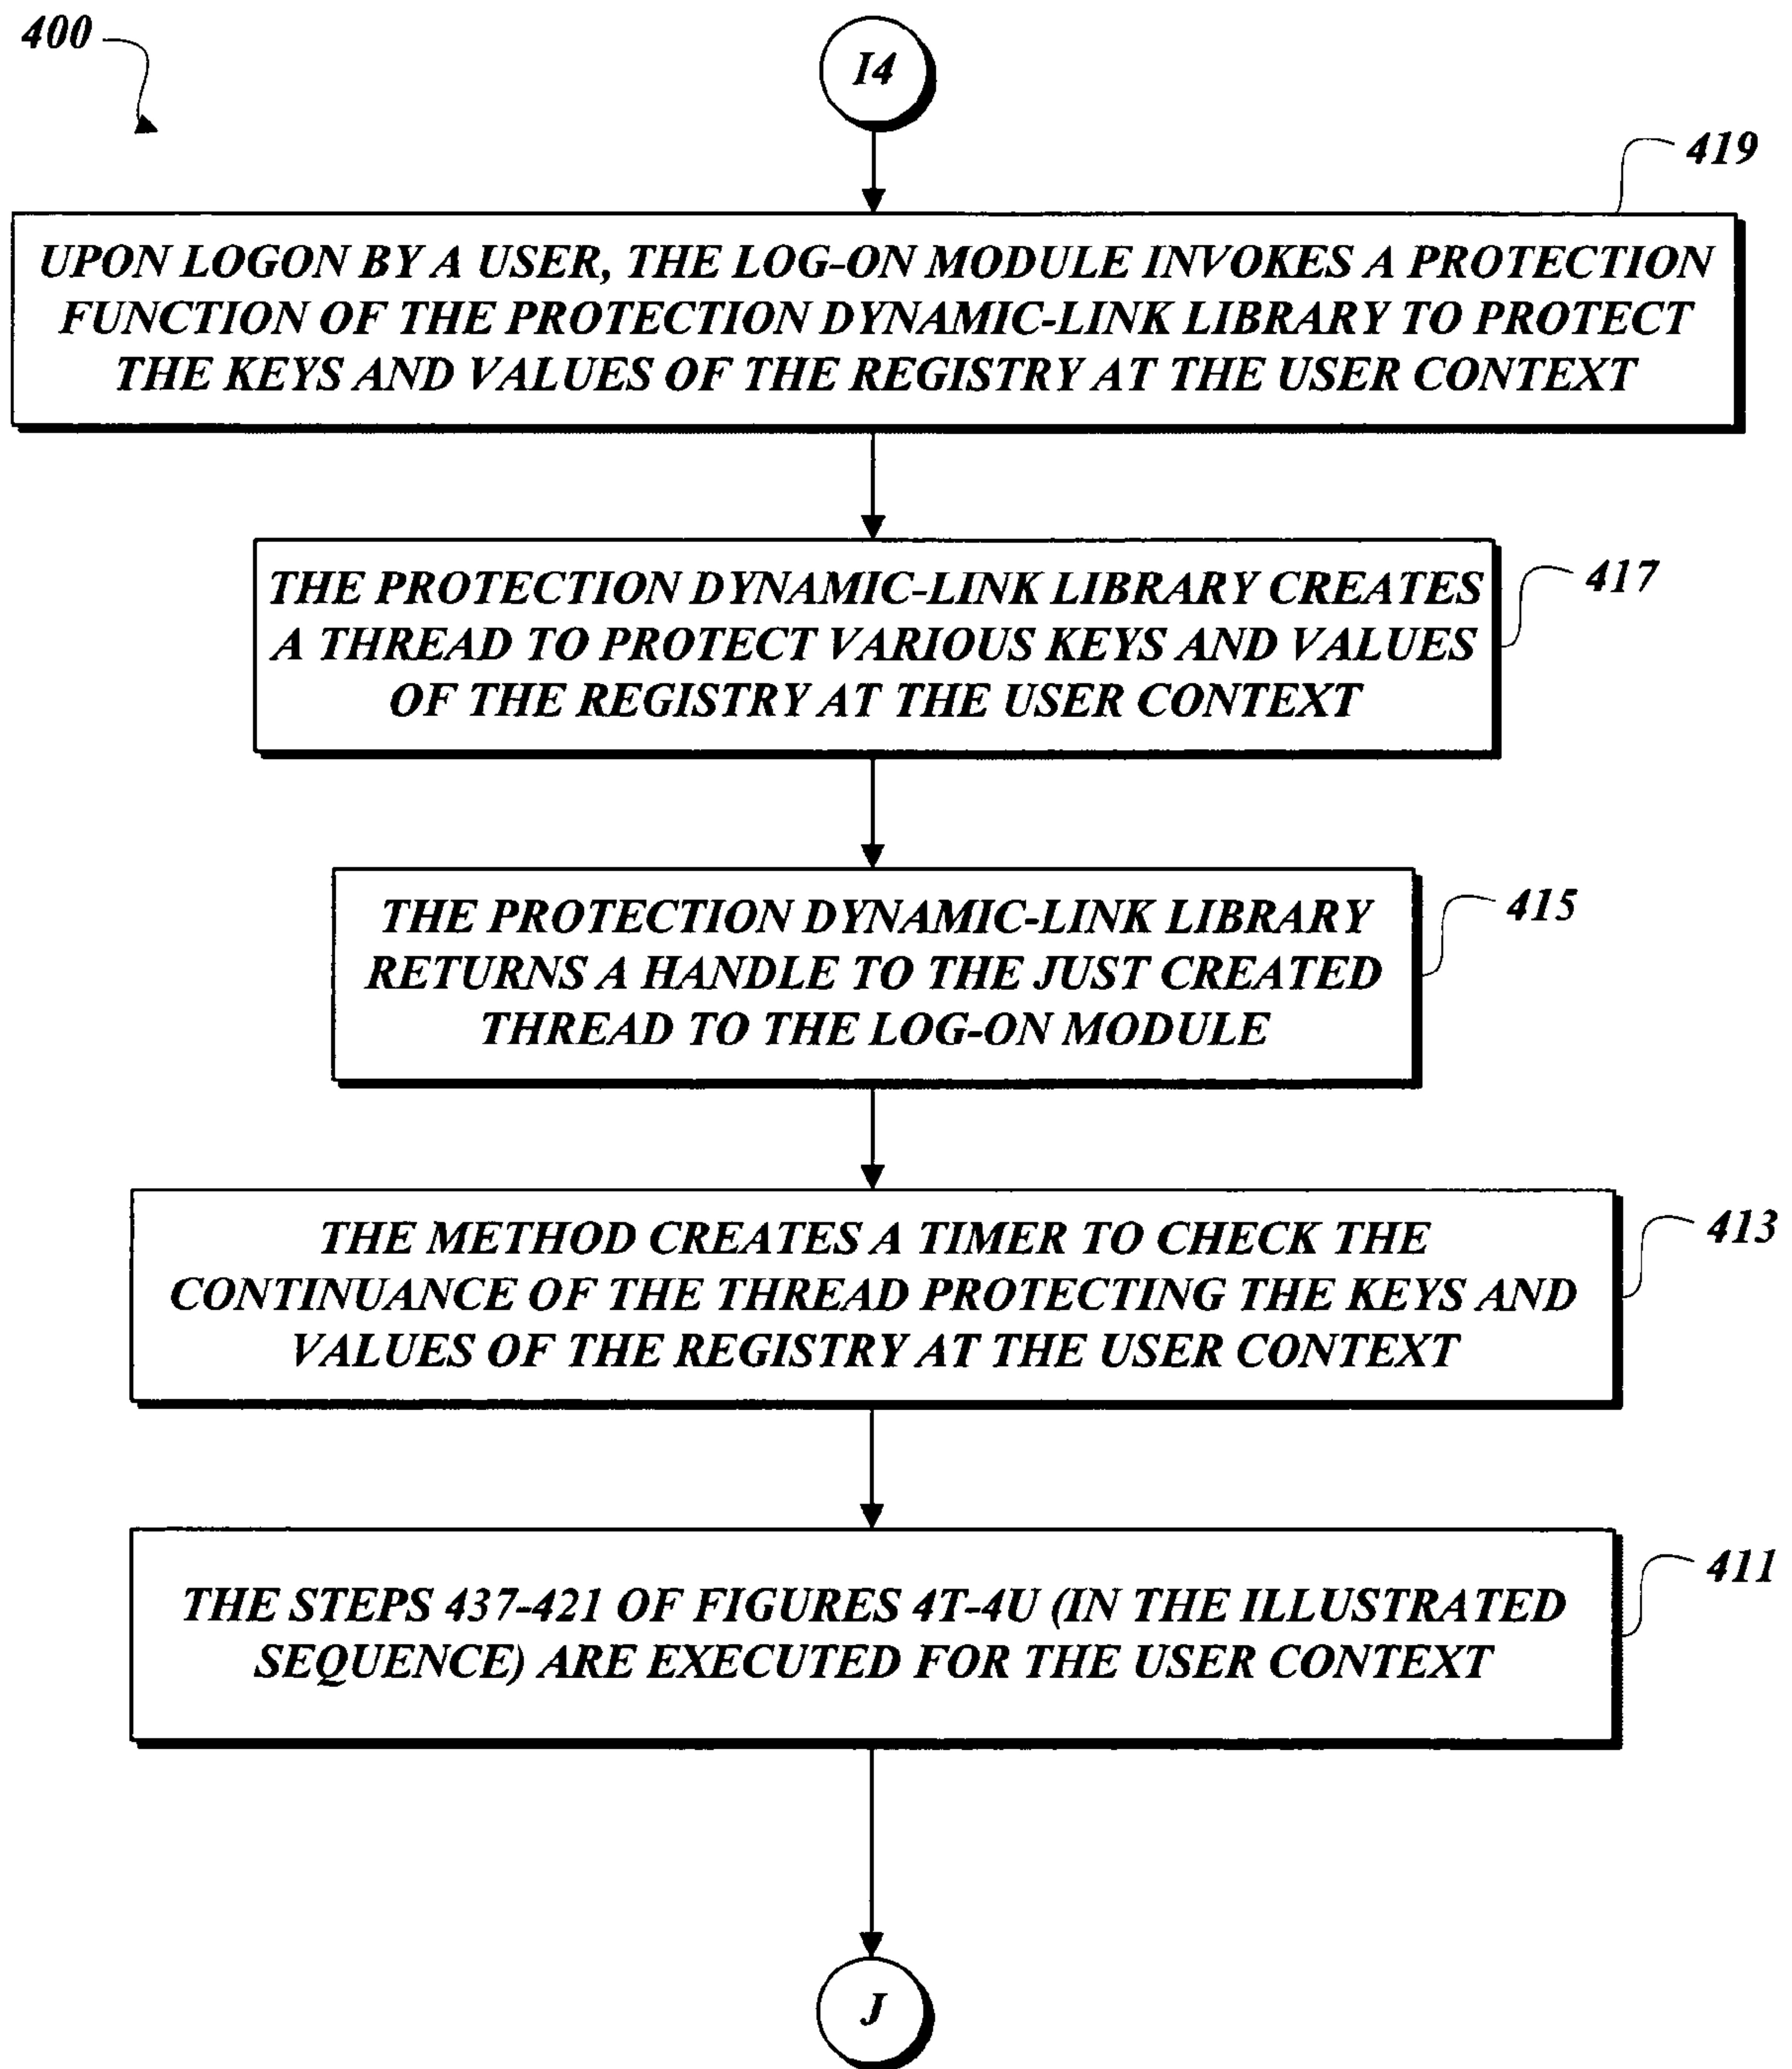 400
I4
419
UPON LOGON BY A USER, THE LOG-ON MODULE INVOKES A PROTECTION
FUNCTION OF THE PROTECTION DYNAMIC-LINK LIBRARY TO PROTECT
THE KEYS AND VALUES OF THE REGISTRY AT THE USER CONTEXT
417
THE PROTECTION DYNAMIC-LINK LIBRARY CREATES
A THREAD TO PROTECT VARIOUS KEYS AND VALUES
OF THE REGISTRY AT THE USER CONTEXT
415
THE PROTECTION DYNAMIC-LINK LIBRARY
RETURNS A HANDLE TO THE JUST CREATED
THREAD TO THE LOG-ON MODULE
413
THE METHOD CREATES A TIMER TO CHECK THE
CONTINUANCE OF THE THREAD PROTECTING THE KEYS AND
VALUES OF THE REGISTRY AT THE USER CONTEXT
411
THE STEPS 437-421 OF FIGURES 4T-4U (IN THE ILLUSTRATED
SEQUENCE) ARE EXECUTED FOR THE USER CONTEXT
J